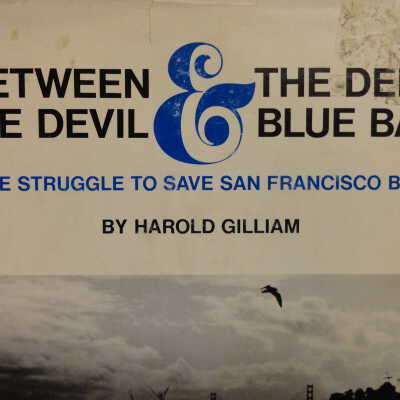 ETWEEN & THE DE
E DEVIL BLUE BA
E STRUGGLE TO SAVE SAN FRANCISCO B
BY HAROLD GILLIAM